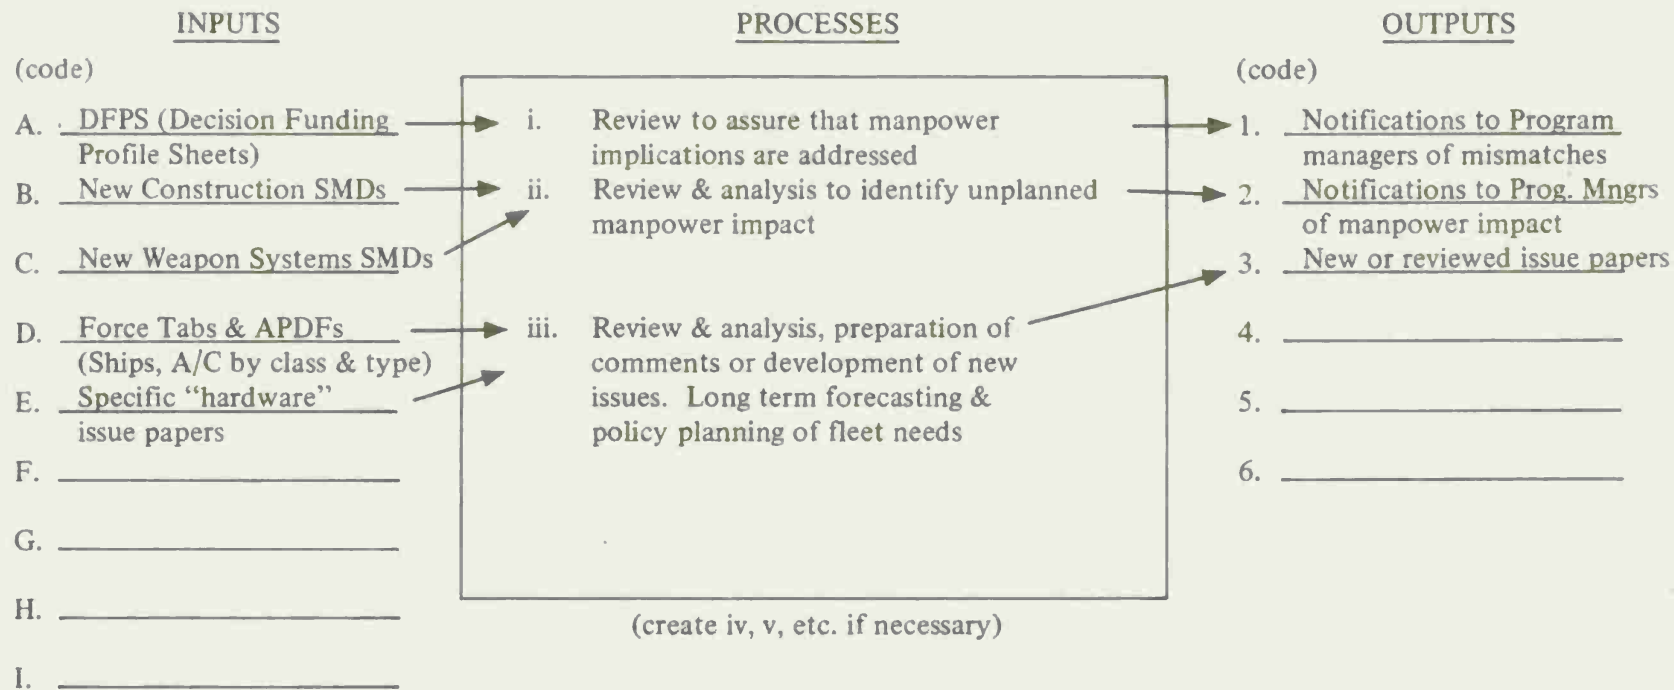 INPUTS
PROCESSES
OUTPUTS
(code)
(code)
A. DFPS (Decision Funding
Profile Sheets)
B. New Construction SMDs
C. New Weapon Systems SMDs
D. Force Tabs & APDFs
(Ships, A/C by class & type)
E. Specific “hardware”
issue papers
F.
G.
H.
I.
i. Review to assure that manpower
implications are addressed
ii. Review & analysis to identify unplanned
manpower impact
iii. Review & analysis, preparation of
comments or development of new
issues. Long term forecasting &
policy planning of fleet needs
(create iv, v, etc. if necessary)
1. Notifications to Program
managers of mismatches
2. Notifications to Prog. Mngrs
of manpower impact
3. New or reviewed issue papers
4.
5.
6.